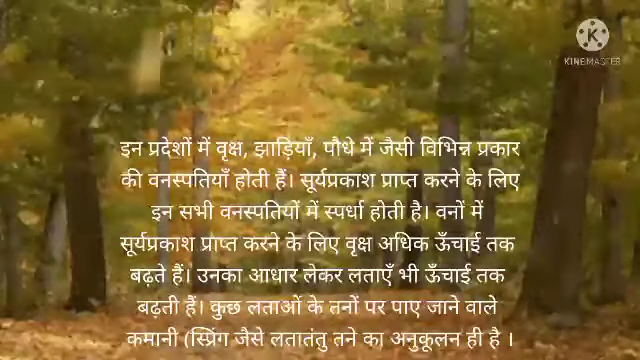 KINEMASTER
इन प्रदेशों में वृक्ष, झाड़ियाँ, पौधे में जैसी विभिन्न प्रकार
की वनस्पतियाँ होती हैं। सूर्यप्रकाश प्राप्त करने के लिए
इन सभी वनस्पतियों में स्पर्धा होती है। वनों में
सूर्यप्रकाश प्राप्त करने के लिए वृक्ष अधिक ऊँचाई तक
बढ़ते हैं। उनका आधार लेकर लताएँ भी ऊँचाई तक
बढ़ती हैं। कुछ लताओं के तनों पर पाए जाने वाले
कमानी (स्प्रिंग जैसे लतातंतु तने का अनुकूलन ही है ।